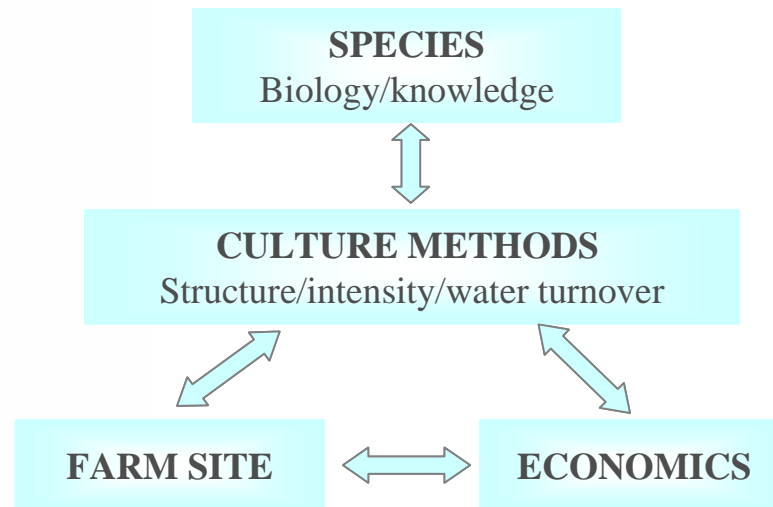 SPECIES
Biology/knowledge
CULTURE METHODS
Structure/intensity/water turnover
FARM SITE
ECONOMICS